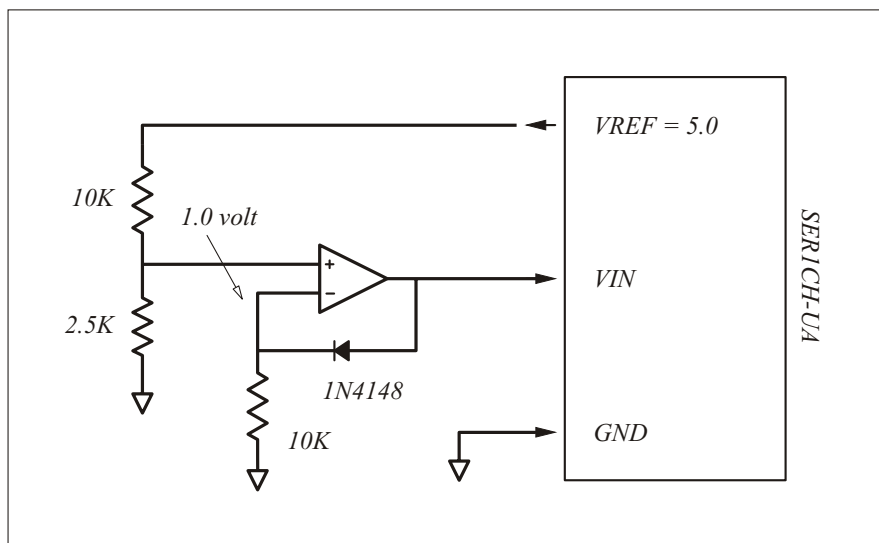 VREF = 5.0
10K
1.0 volt
+
−
VIN
2.5K
1N4148
10K
GND
SER1CH-UA